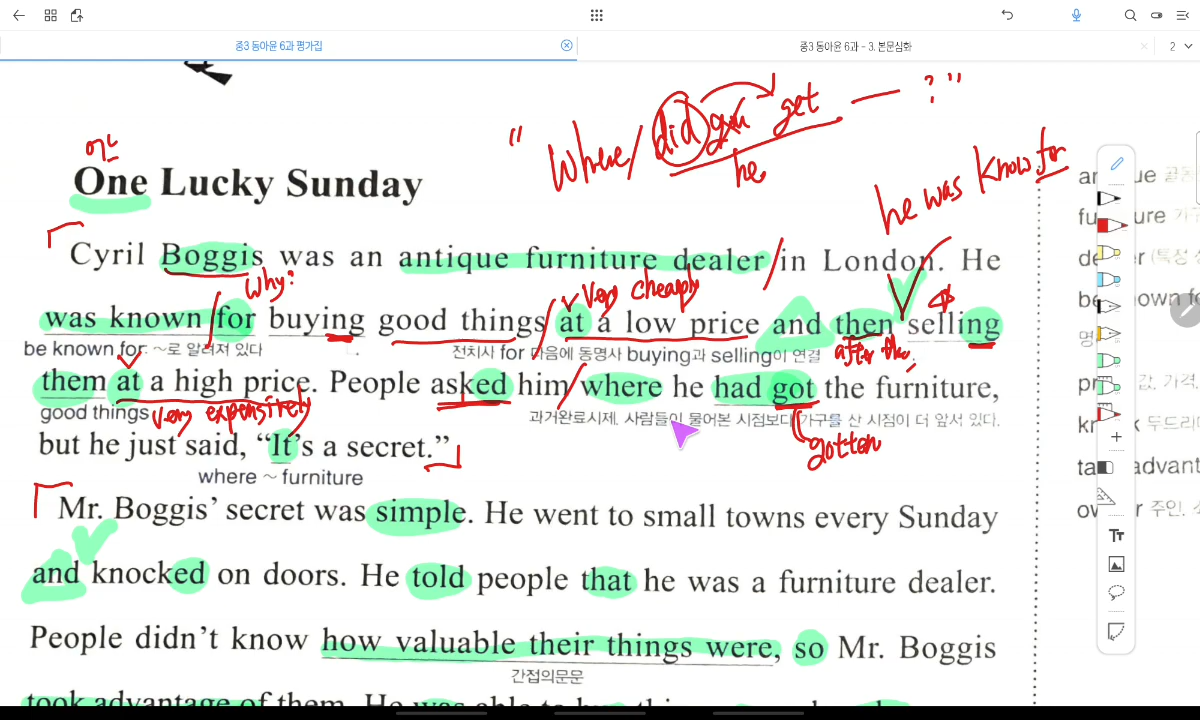 중3 동아윤 6과 평가집
중3 동아윤 6과 - 3. 본문심화
2
"Where / did you get — ?"
he
he was know for
One Lucky Sunday
Cyril Boggis was an antique furniture dealer / in London. He
why?
very cheaply
was known / for buying good things / at a low price and then selling
be known for ~로 알려져 있다
전치사 for 다음에 동명사 buying과 selling이 연결
after that
them at a high price. People asked him / where he had got the furniture,
good things
very expensively
과거완료시제. 사람들이 물어본 시점보다 가구를 산 시점이 더 앞서 있다.
gotten
but he just said, "It's a secret."
where ~ furniture
Mr. Boggis' secret was simple. He went to small towns every Sunday
and knocked on doors. He told people that he was a furniture dealer.
People didn't know how valuable their things were, so Mr. Boggis
간접의문문
took advantage of them. He was able to buy